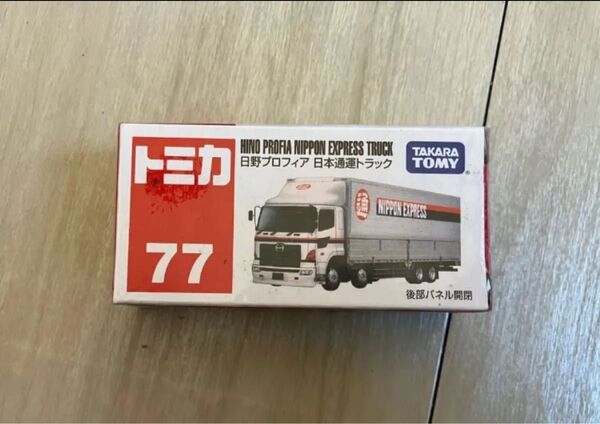 トミカ
77
HINO PROFIA NIPPON EXPRESS TRUCK
日野プロフィア 日本通運トラック
TAKARA
TOMY
®
通 NIPPON EXPRESS
後部パネル開閉